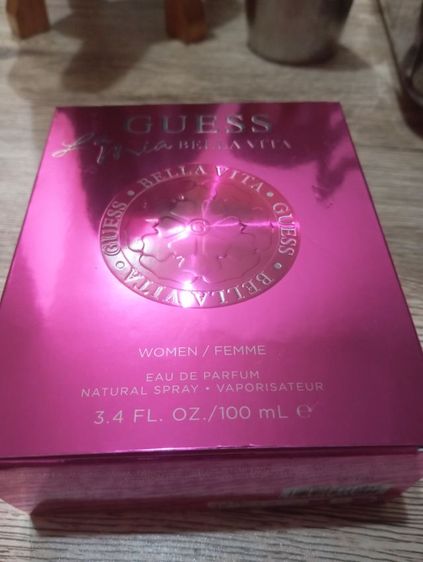 GUESS
La mia BELLA VITA
BELLA VITA • GUESS • BELLA VITA • GUESS •
G
WOMEN / FEMME
EAU DE PARFUM
NATURAL SPRAY • VAPORISATEUR
3.4 FL. OZ./100 mL ℮